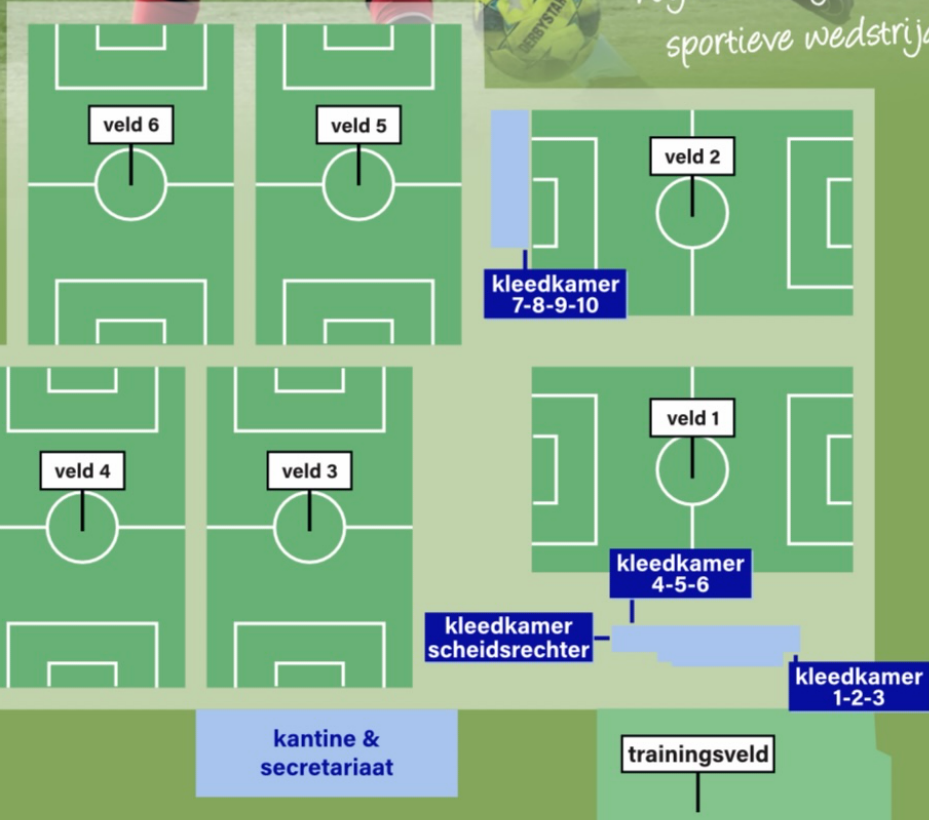 DERBYSTAR
sportieve wedstrij
veld 6
veld 5
veld 2
kleedkamer
7-8-9-10
veld 4
veld 3
veld 1
kleedkamer
4-5-6
kleedkamer
scheidsrechter
kleedkamer
1-2-3
kantine &
secretariaat
trainingsveld